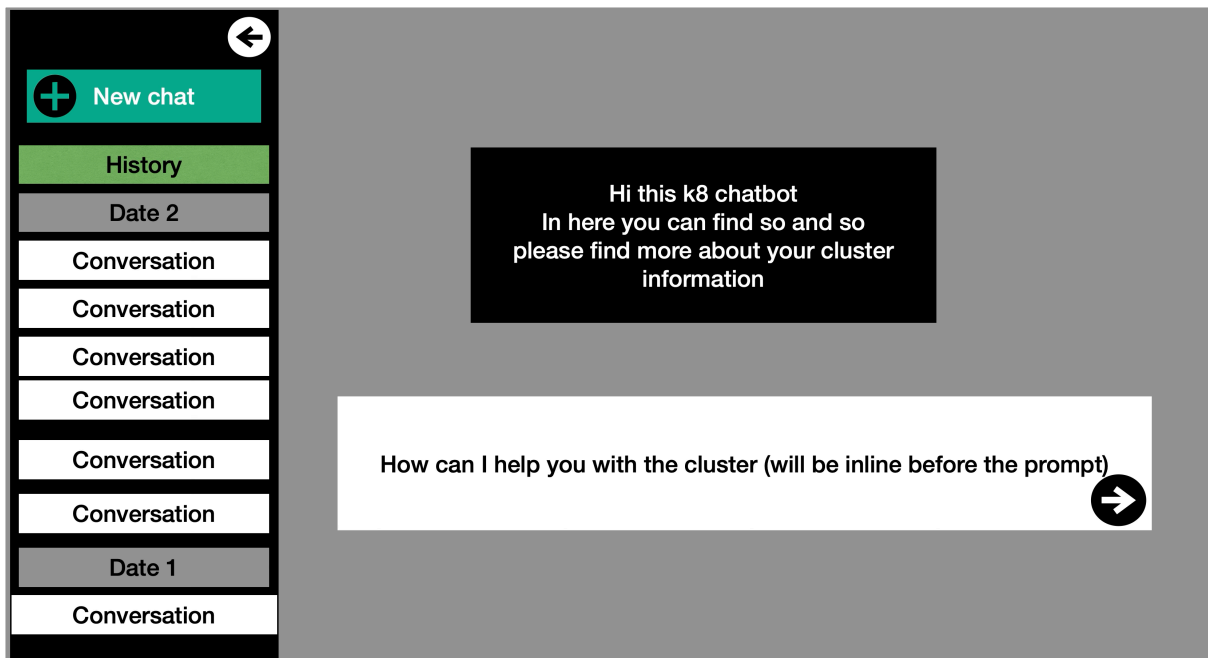 New chat
History
Date 2
Conversation
Conversation
Conversation
Conversation
Conversation
Conversation
Date 1
Conversation
Hi this k8 chatbot
In here you can find so and so
please find more about your cluster
information
How can I help you with the cluster (will be inline before the prompt)